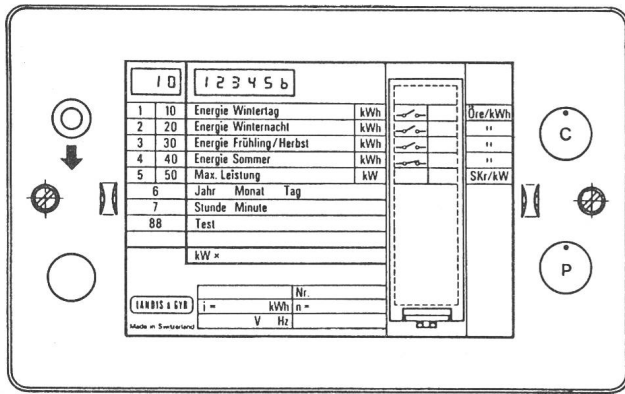 10 123456
1 10 Energie Wintertag kWh Öre/kWh
2 20 Energie Winternacht kWh "
3 30 Energie Frühling/Herbst kWh "
4 40 Energie Sommer kWh "
5 50 Max. Leistung kW SKr/kW
6 Jahr Monat Tag
7 Stunde Minute
88 Test
kW ×
Nr.
LANDIS & GYR i = kWh n =
Made in Switzerland V Hz
C
P